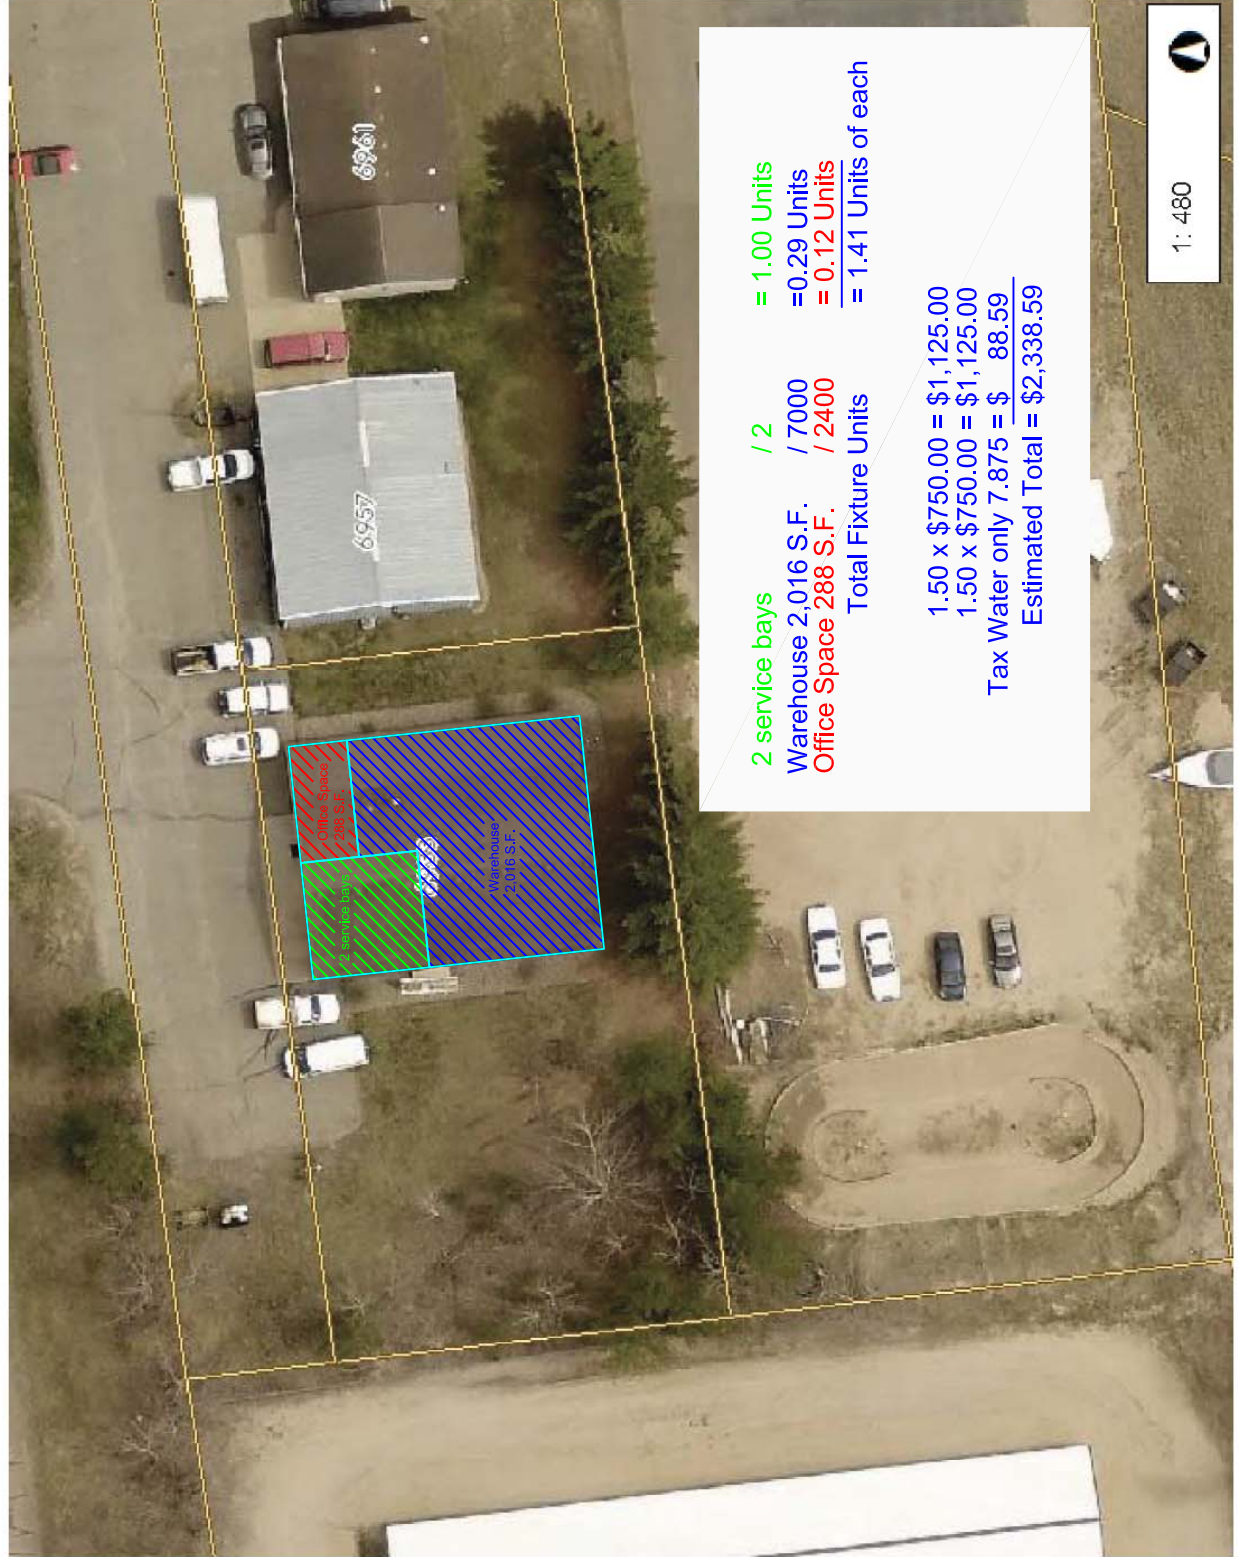 2 service bays / 2 = 1.00 Units
Warehouse 2,016 S.F. / 7000 =0.29 Units
Office Space 288 S.F. / 2400 = 0.12 Units
Total Fixture Units = 1.41 Units of each
1.50 x $750.00 = $1,125.00
1.50 x $750.00 = $1,125.00
Tax Water only 7.875 = $ 88.59
Estimated Total = $2,338.59
1: 480
6961
6957
Office Space
288 S.F.
2 service bays
Warehouse
2,016 S.F.